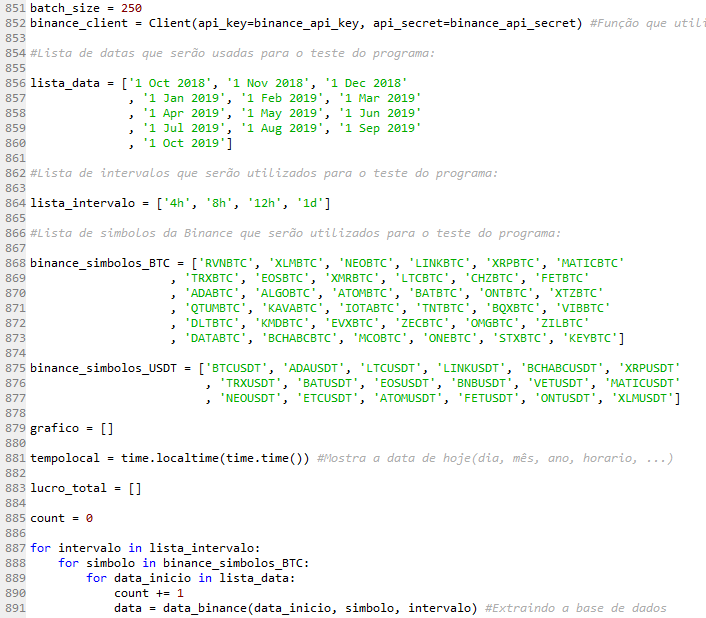 851 batch_size = 250
852 binance_client = Client(api_key=binance_api_key, api_secret=binance_api_secret) #Função que utili
853
854 #Lista de datas que serão usadas para o teste do programa:
855
856 lista_data = ['1 Oct 2018', '1 Nov 2018', '1 Dec 2018'
857 , '1 Jan 2019', '1 Feb 2019', '1 Mar 2019'
858 , '1 Apr 2019', '1 May 2019', '1 Jun 2019'
859 , '1 Jul 2019', '1 Aug 2019', '1 Sep 2019'
860 , '1 Oct 2019']
861
862 #Lista de intervalos que serão utilizados para o teste do programa:
863
864 lista_intervalo = ['4h', '8h', '12h', '1d']
865
866 #Lista de simbolos da Binance que serão utilizados para o teste do programa:
867
868 binance_simbolos_BTC = ['RVNBTC', 'XLMBTC', 'NEOBTC', 'LINKBTC', 'XRPBTC', 'MATICBTC'
869 , 'TRXBTC', 'EOSBTC', 'XMRBTC', 'LTCBTC', 'CHZBTC', 'FETBTC'
870 , 'ADABTC', 'ALGOBTC', 'ATOMBTC', 'BATBTC', 'ONTBTC', 'XTZBTC'
871 , 'QTUMBTC', 'KAVABTC', 'IOTABTC', 'TNTBTC', 'BQXBTC', 'VIBBTC'
872 , 'DLTBTC', 'KMDBTC', 'EVXBTC', 'ZECBTC', 'OMGBTC', 'ZILBTC'
873 , 'DATABTC', 'BCHABCBTC', 'MCOBTC', 'ONEBTC', 'STXBTC', 'KEYBTC']
874
875 binance_simbolos_USDT = ['BTCUSDT', 'ADAUSDT', 'LTCUSDT', 'LINKUSDT', 'BCHABCUSDT', 'XRPUSDT'
876 , 'TRXUSDT', 'BATUSDT', 'EOSUSDT', 'BNBUSDT', 'VETUSDT', 'MATICUSDT'
877 , 'NEOUSDT', 'ETCUSDT', 'ATOMUSDT', 'FETUSDT', 'ONTUSDT', 'XLMUSDT']
878
879 grafico = []
880
881 tempolocal = time.localtime(time.time()) #Mostra a data de hoje(dia, mês, ano, horario, ...)
882
883 lucro_total = []
884
885 count = 0
886
887 for intervalo in lista_intervalo:
888 for simbolo in binance_simbolos_BTC:
889 for data_inicio in lista_data:
890 count += 1
891 data = data_binance(data_inicio, simbolo, intervalo) #Extraindo a base de dados